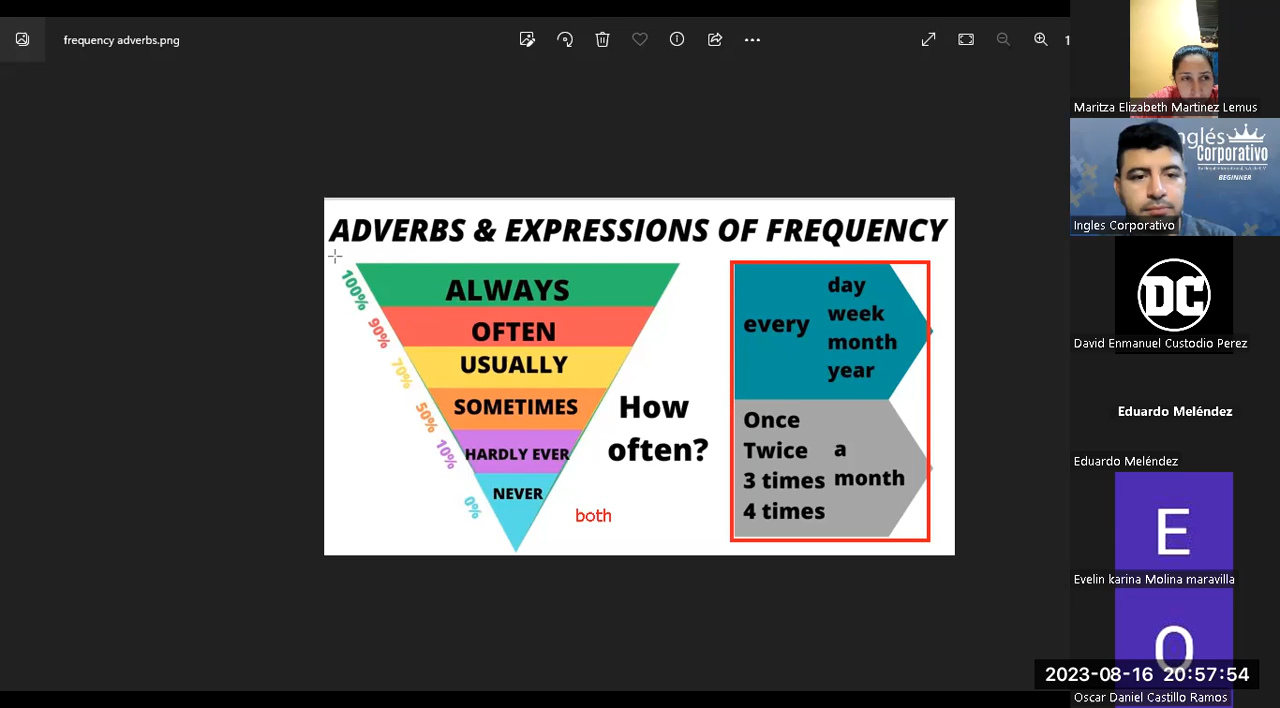 frequency adverbs.png
1
ADVERBS & EXPRESSIONS OF FREQUENCY
100%
ALWAYS
90%
OFTEN
70%
USUALLY
50%
SOMETIMES
10%
HARDLY EVER
0%
NEVER
How
often?
both
every
day
week
month
year
Once
Twice
3 times
4 times
a
month
Maritza Elizabeth Martinez Lemus
Inglés
Corporativo
BEGINNER
Ingles Corporativo
DC
David Enmanuel Custodio Perez
Eduardo Meléndez
Eduardo Meléndez
E
Evelin karina Molina maravilla
O
2023-08-16 20:57:54
Oscar Daniel Castillo Ramos